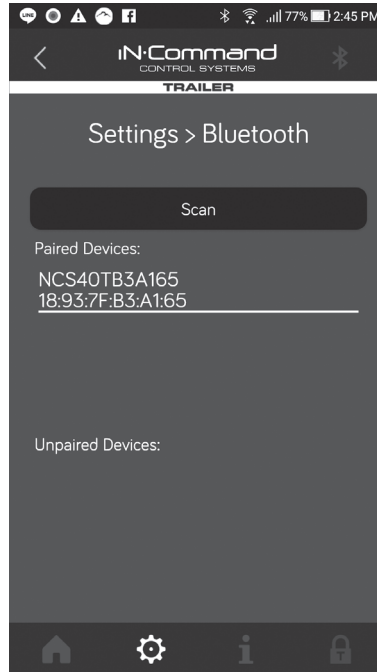 LINE
77% 2:45 PM
iN·Command
CONTROL SYSTEMS
TRAILER
Settings > Bluetooth
Scan
Paired Devices:
NCS40TB3A165
18:93:7F:B3:A1:65
Unpaired Devices: